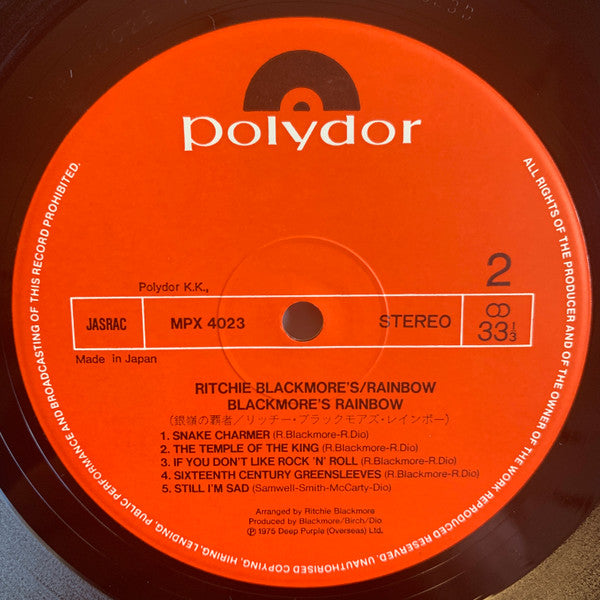 polydor
2
Polydor K.K.,
JASRAC
MPX 4023
STEREO
33⅓
Made in Japan
RITCHIE BLACKMORE'S/RAINBOW
BLACKMORE'S RAINBOW
(銀嶺の覇者/リッチー・ブラックモアズ・レインボー)
1. SNAKE CHARMER (R.Blackmore-R.Dio)
2. THE TEMPLE OF THE KING (R.Blackmore-R.Dio)
3. IF YOU DON'T LIKE ROCK 'N' ROLL (R.Blackmore-R.Dio)
4. SIXTEENTH CENTURY GREENSLEEVES (R.Blackmore-R.Dio)
5. STILL I'M SAD (Samwell-Smith-McCarty-Dio)
Arranged by Ritchie Blackmore
Produced by Blackmore/Birch/Dio
℗ 1975 Deep Purple (Overseas) Ltd.
ALL RIGHTS OF THE PRODUCER AND OF THE OWNER OF THE WORK REPRODUCED RESERVED. UNAUTHORISED COPYING, HIRING, LENDING, PUBLIC PERFORMANCE AND BROADCASTING OF THIS RECORD PROHIBITED.